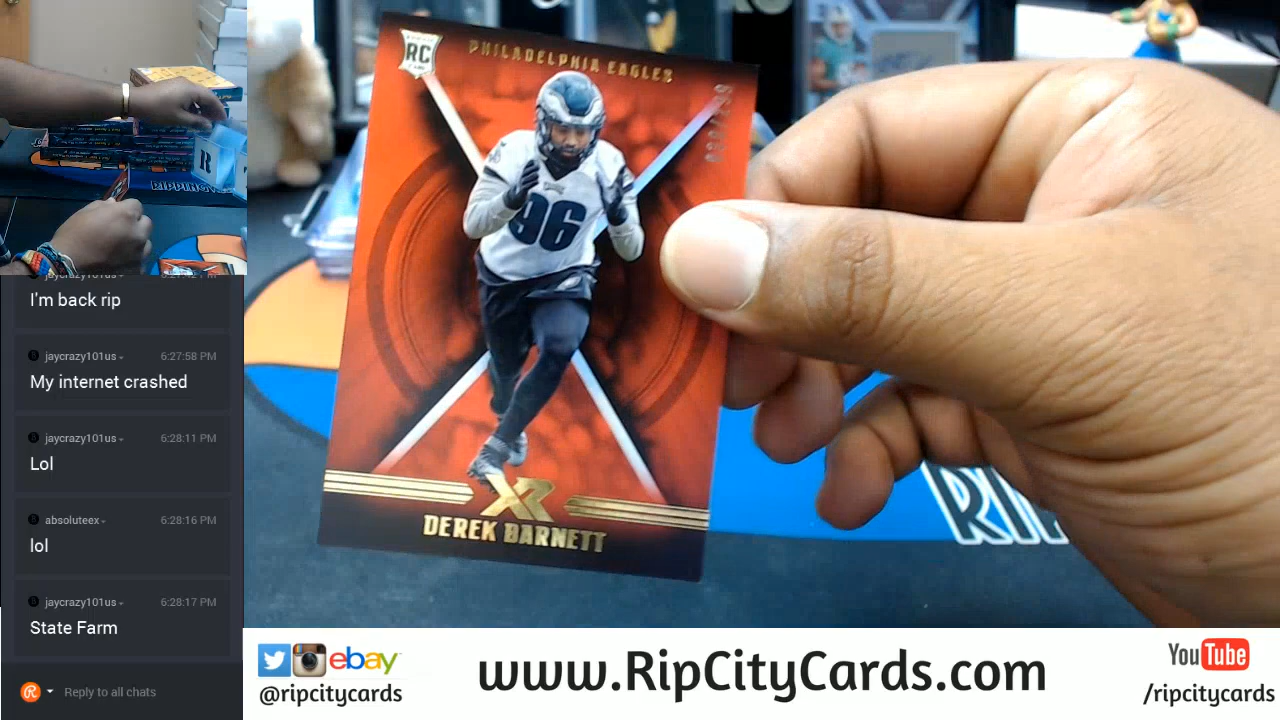 RC
PHILADELPHIA EAGLES
96
XR
DEREK BARNETT
R
RIPPING
I'm back rip
jaycrazy101us 6:27:58 PM
My internet crashed
jaycrazy101us 6:28:11 PM
Lol
absoluteex 6:28:16 PM
lol
jaycrazy101us 6:28:17 PM
State Farm
Reply to all chats
ebay
@ripcitycards
www.RipCityCards.com
YouTube
/ripcitycards